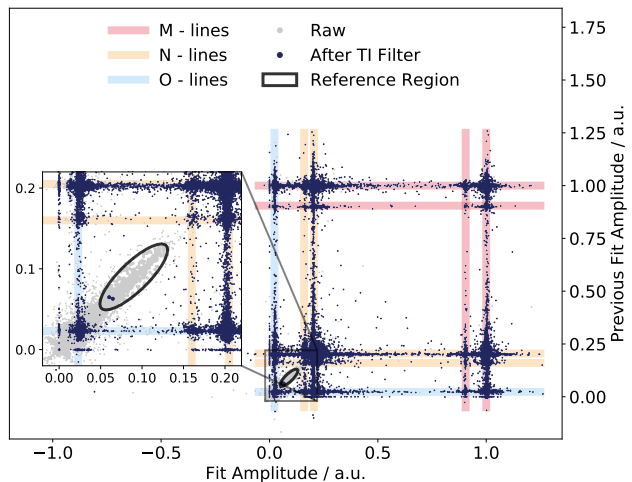 M - lines
N - lines
O - lines
Raw
After TI Filter
Reference Region
1.75
1.50
1.25
1.00
0.75
0.50
0.25
0.00
Previous Fit Amplitude / a.u.
0.2
0.1
0.0
0.00 0.05 0.10 0.15 0.20
−1.0 −0.5 0.0 0.5 1.0
Fit Amplitude / a.u.